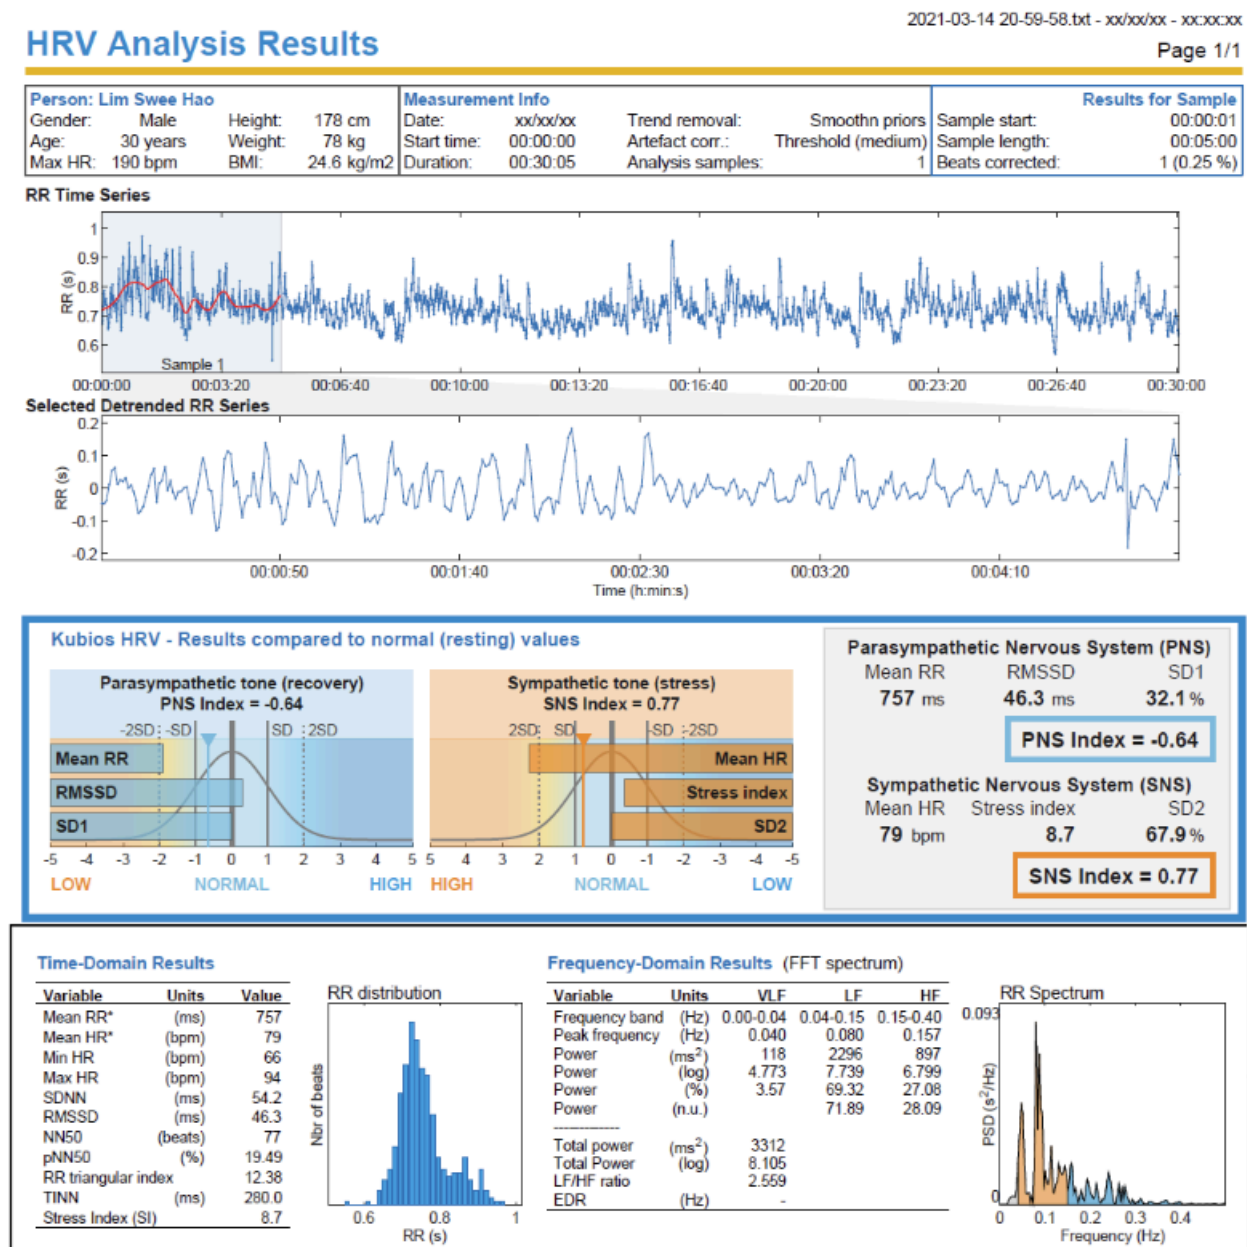 2021-03-14 20-59-58.txt - xx/xx/xx - xx:xx:xx
HRV Analysis Results
Page 1/1
Person: Lim Swee Hao
Gender: Male Height: 178 cm
Age: 30 years Weight: 78 kg
Max HR: 190 bpm BMI: 24.6 kg/m2
Measurement Info
Date: xx/xx/xx Trend removal: Smoothn priors
Start time: 00:00:00 Artefact corr.: Threshold (medium)
Duration: 00:30:05 Analysis samples: 1
Results for Sample
Sample start: 00:00:01
Sample length: 00:05:00
Beats corrected: 1 (0.25 %)
RR Time Series
RR (s)
1
0.9
0.8
0.7
0.6
Sample 1
00:00:00 00:03:20 00:06:40 00:10:00 00:13:20 00:16:40 00:20:00 00:23:20 00:26:40 00:30:00
Selected Detrended RR Series
RR (s)
0.2
0.1
0
-0.1
-0.2
00:00:50 00:01:40 00:02:30 00:03:20 00:04:10
Time (h:min:s)
Kubios HRV - Results compared to normal (resting) values
Parasympathetic tone (recovery)
PNS Index = -0.64
-2SD -SD SD 2SD
Mean RR
RMSSD
SD1
-5 -4 -3 -2 -1 0 1 2 3 4 5
LOW NORMAL HIGH
Sympathetic tone (stress)
SNS Index = 0.77
2SD SD -SD -2SD
Mean HR
Stress index
SD2
5 4 3 2 1 0 -1 -2 -3 -4 -5
HIGH NORMAL LOW
Parasympathetic Nervous System (PNS)
Mean RR RMSSD SD1
757 ms 46.3 ms 32.1 %
PNS Index = -0.64
Sympathetic Nervous System (SNS)
Mean HR Stress index SD2
79 bpm 8.7 67.9 %
SNS Index = 0.77
Time-Domain Results
Variable Units Value
Mean RR* (ms) 757
Mean HR* (bpm) 79
Min HR (bpm) 66
Max HR (bpm) 94
SDNN (ms) 54.2
RMSSD (ms) 46.3
NN50 (beats) 77
pNN50 (%) 19.49
RR triangular index 12.38
TINN (ms) 280.0
Stress Index (SI) 8.7
RR distribution
Nbr of beats
0.6 0.8 1
RR (s)
Frequency-Domain Results (FFT spectrum)
Variable Units VLF LF HF
Frequency band (Hz) 0.00-0.04 0.04-0.15 0.15-0.40
Peak frequency (Hz) 0.040 0.080 0.157
Power (ms2) 118 2296 897
Power (log) 4.773 7.739 6.799
Power (%) 3.57 69.32 27.08
Power (n.u.) 71.89 28.09
-------------
Total power (ms2) 3312
Total Power (log) 8.105
LF/HF ratio 2.559
EDR (Hz) -
RR Spectrum
0.093
PSD (s2/Hz)
0
0 0.1 0.2 0.3 0.4
Frequency (Hz)